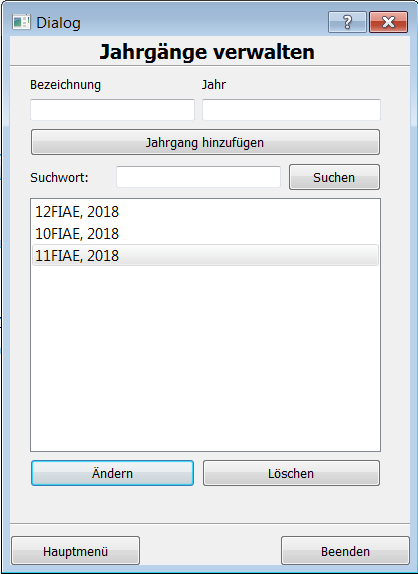 Dialog
Jahrgänge verwalten
Bezeichnung Jahr
Jahrgang hinzufügen
Suchwort: Suchen
12FIAE, 2018
10FIAE, 2018
11FIAE, 2018
Ändern Löschen
Hauptmenü Beenden